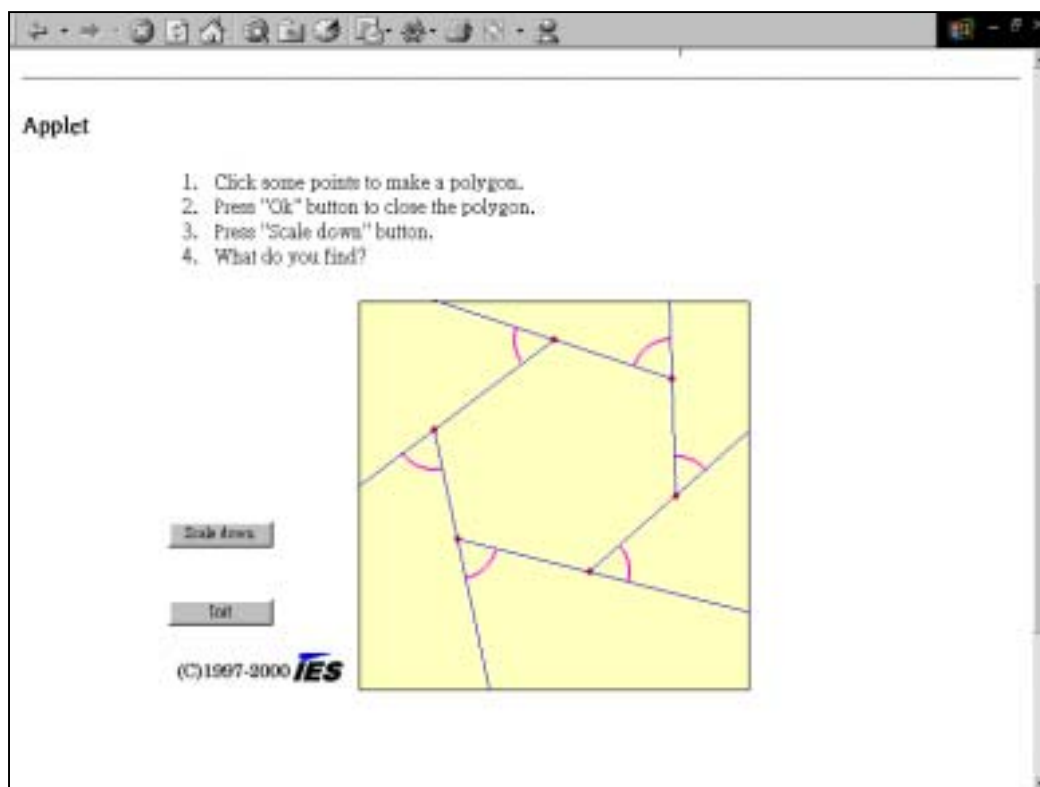 Applet
1. Click some points to make a polygon.
2. Press "Ok" button to close the polygon.
3. Press "Scale down" button.
4. What do you find?
Scale down
Init
(C)1997-2000 IES